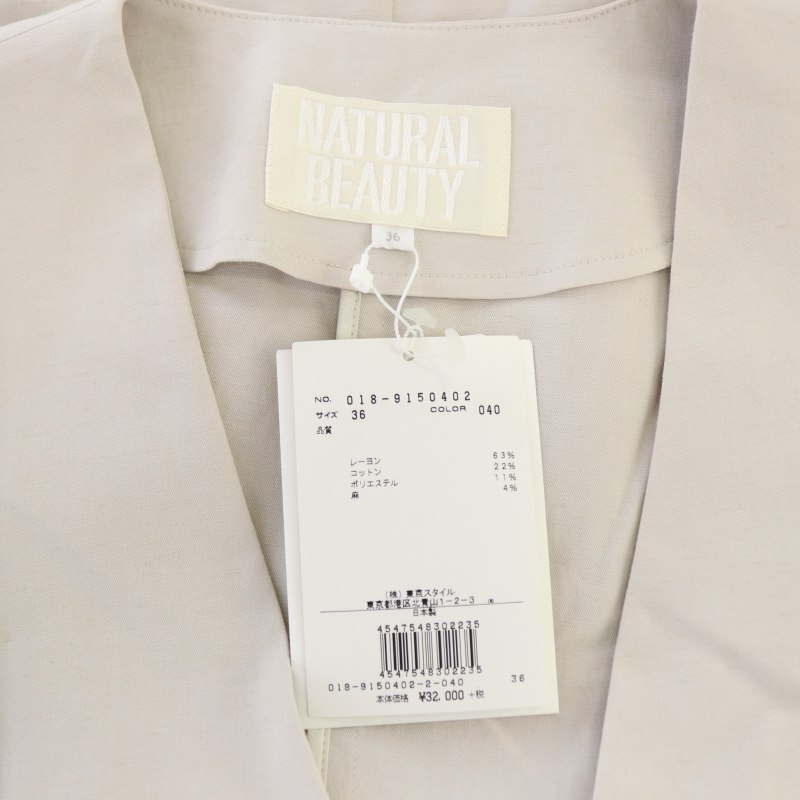 NATURAL
BEAUTY
36
NO. 018-9150402
サイズ 36 COLOR 040
品質
レーヨン 63%
コットン 22%
ポリエステル 11%
麻 4%
(株) 東京スタイル
東京都港区北青山1-2-3
日本製
4547548302235
4547548302235
018-9150402-2-040 36
本体価格 ¥32,000 +税